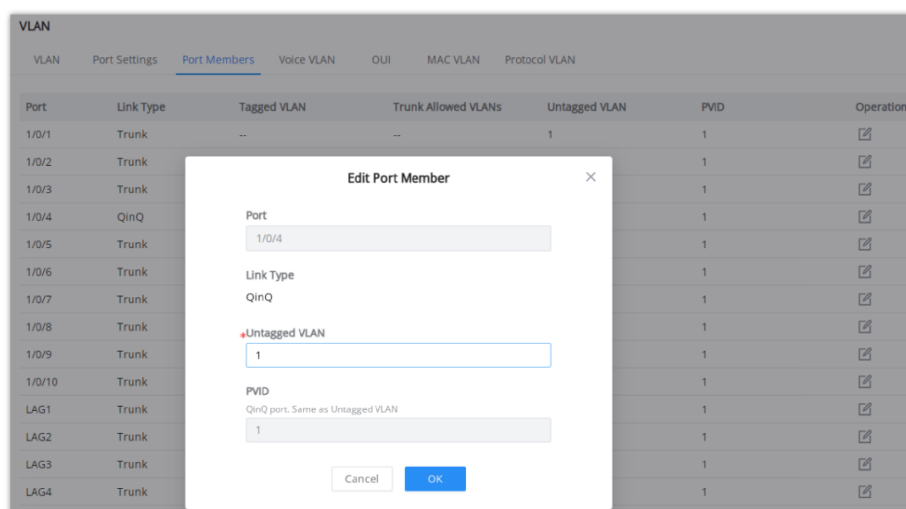 VLAN
VLAN Port Settings Port Members Voice VLAN OUI MAC VLAN Protocol VLAN
Port Link Type Tagged VLAN Trunk Allowed VLANs Untagged VLAN PVID Operation
1/0/1 Trunk -- -- 1 1
1/0/2 Trunk 1
1/0/3 Trunk 1
1/0/4 QinQ 1
1/0/5 Trunk 1
1/0/6 Trunk 1
1/0/7 Trunk 1
1/0/8 Trunk 1
1/0/9 Trunk 1
1/0/10 Trunk 1
LAG1 Trunk 1
LAG2 Trunk 1
LAG3 Trunk 1
LAG4 Trunk 1
Edit Port Member
Port
1/0/4
Link Type
QinQ
*Untagged VLAN
1
PVID
QinQ port. Same as Untagged VLAN
1
Cancel OK